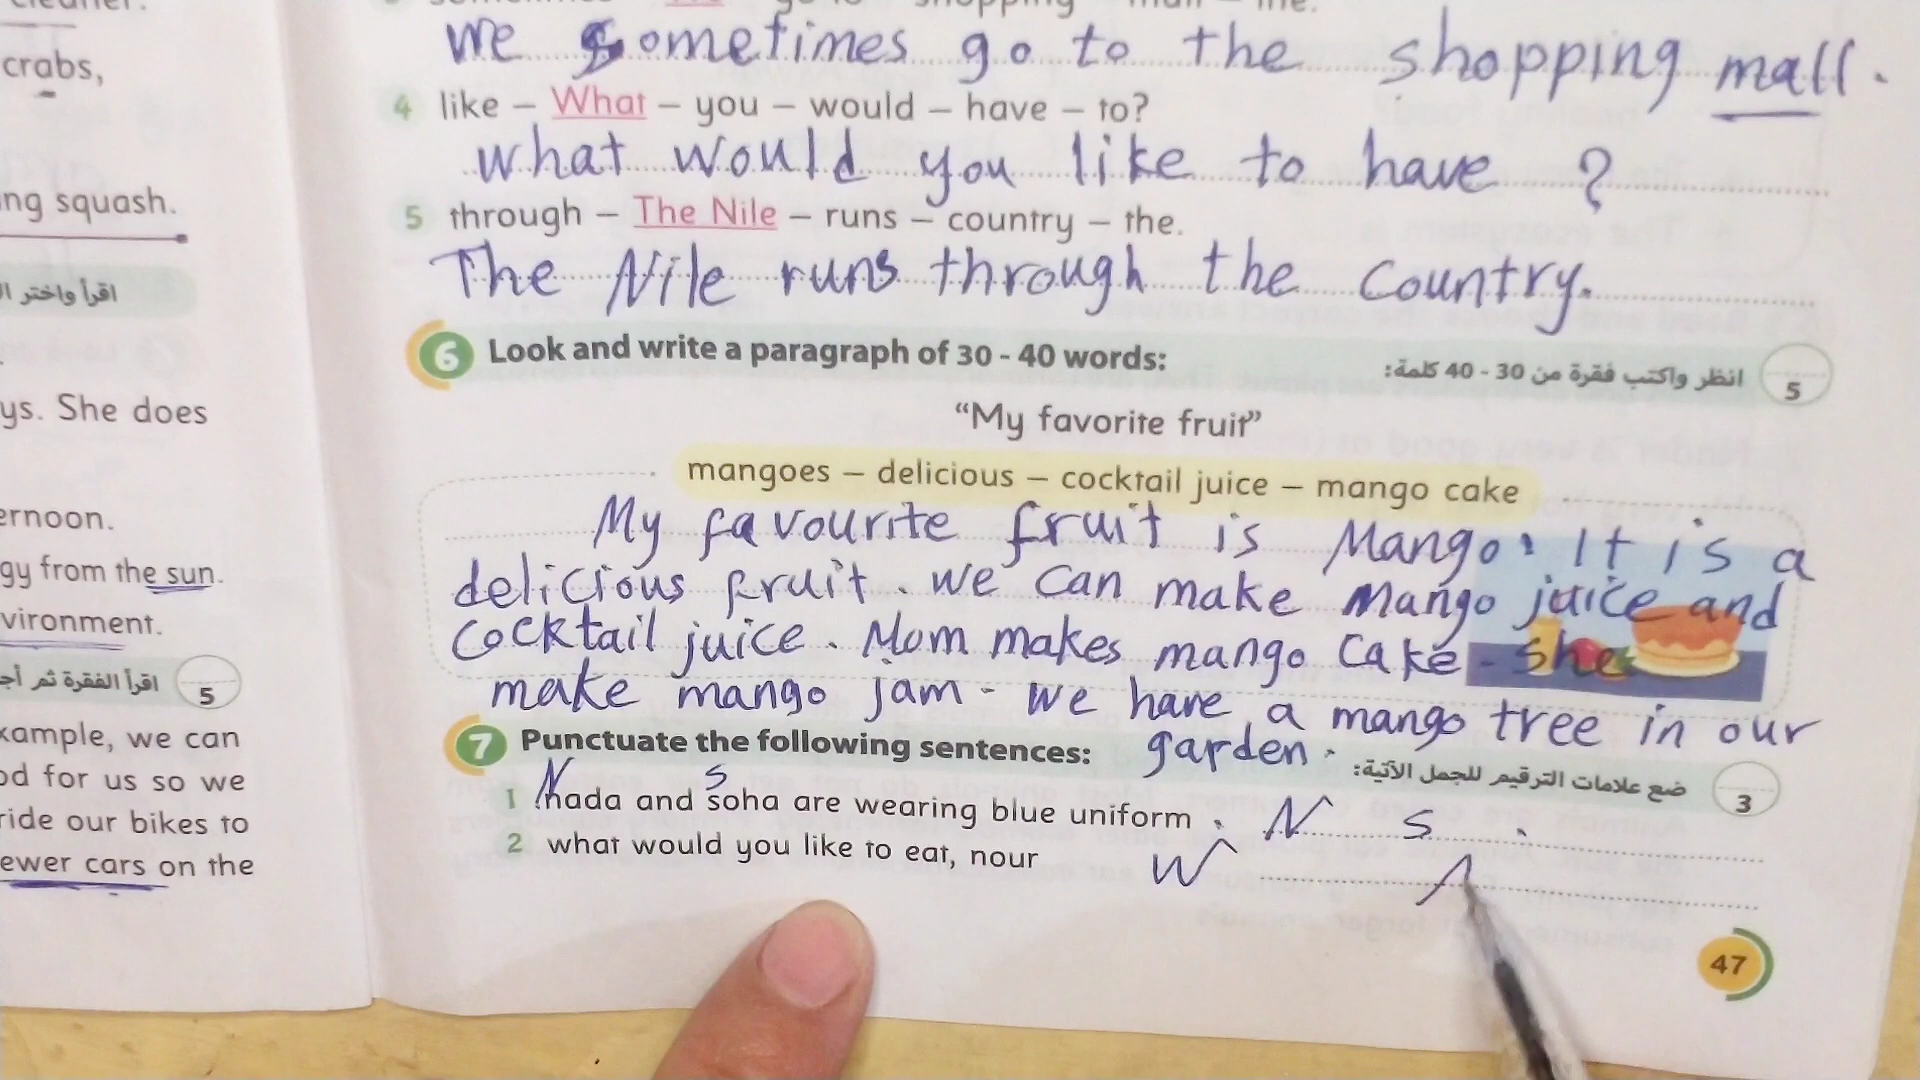 crabs,
ng squash.
اقرأ واختر ا
ys. She does
ernoon.
gy from the sun.
vironment.
اقرأ الفقرة ثم أج
5
xample, we can
od for us so we
ride our bikes to
ewer cars on the
we sometimes go to the shopping mall.
4 like – What – you – would – have – to?
what would you like to have ?
5 through – The Nile – runs – country – the.
The Nile runs through the country.
6 Look and write a paragraph of 30 - 40 words:
انظر واكتب فقرة من 30 - 40 كلمة:
5
“My favorite fruit”
mangoes – delicious – cocktail juice – mango cake
My favourite fruit is Mango. It is a
delicious fruit. we can make Mango juice and
cocktail juice. Mom makes mango cake. she
make mango jam. we have a mango tree in our
garden.
7 Punctuate the following sentences:
ضع علامات الترقيم للجمل الآتية:
3
N S
1 nada and soha are wearing blue uniform . N S .
2 what would you like to eat, nour W
47